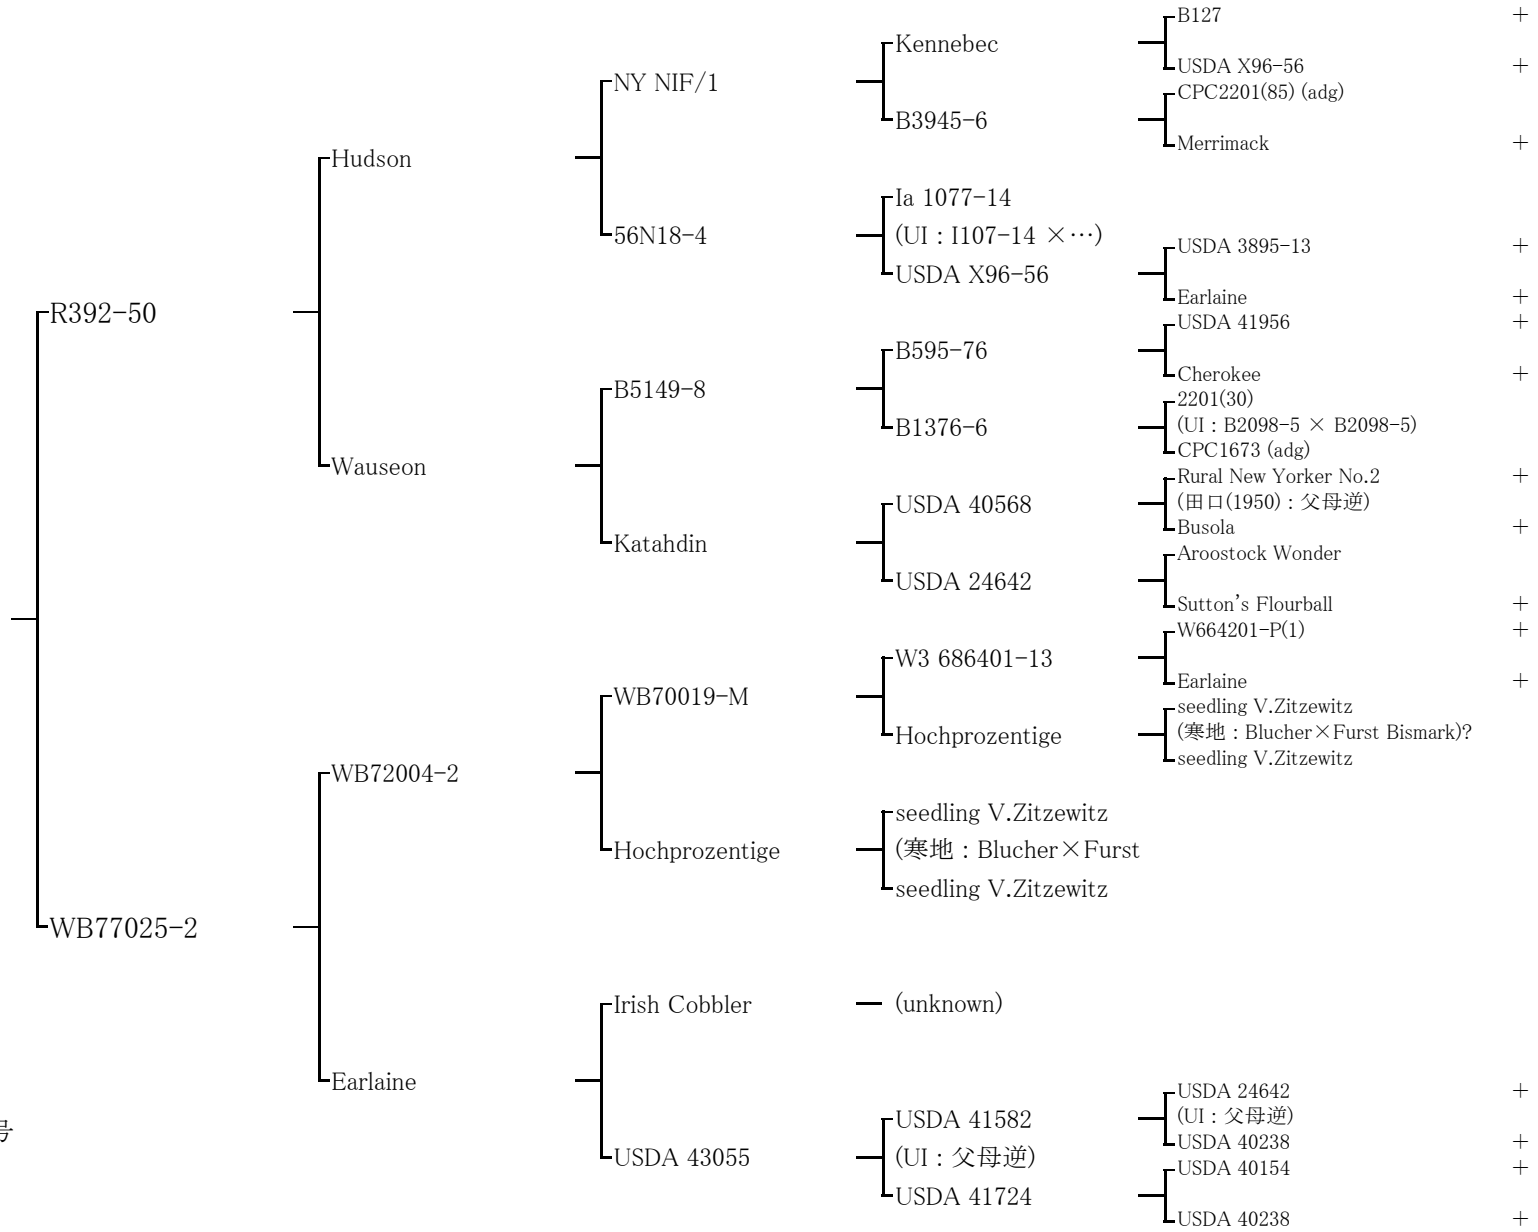 B127 +
Kennebec
USDA X96-56 +
NY NIF/1
CPC2201(85) (adg)
B3945-6
Merrimack +
Hudson
Ia 1077-14
56N18-4
(UI : I107-14 ×…)
USDA 3895-13 +
USDA X96-56
Earlaine +
R392-50
USDA 41956 +
B595-76
Cherokee +
B5149-8
2201(30)
B1376-6
(UI : B2098-5 × B2098-5)
CPC1673 (adg)
Wauseon
Rural New Yorker No.2 +
USDA 40568
(田口(1950) : 父母逆)
Busola +
Katahdin
Aroostock Wonder
USDA 24642
Sutton's Flourball +
W664201-P(1) +
W3 686401-13
Earlaine +
WB70019-M
seedling V.Zitzewitz
Hochprozentige
(寒地 : Blucher×Furst Bismark)?
seedling V.Zitzewitz
WB72004-2
seedling V.Zitzewitz
Hochprozentige
(寒地 : Blucher×Furst
seedling V.Zitzewitz
WB77025-2
Irish Cobbler
(unknown)
Earlaine
USDA 24642 +
USDA 41582
(UI : 父母逆)
号
USDA 40238 +
USDA 43055
(UI : 父母逆)
USDA 40154 +
USDA 41724
USDA 40238 +